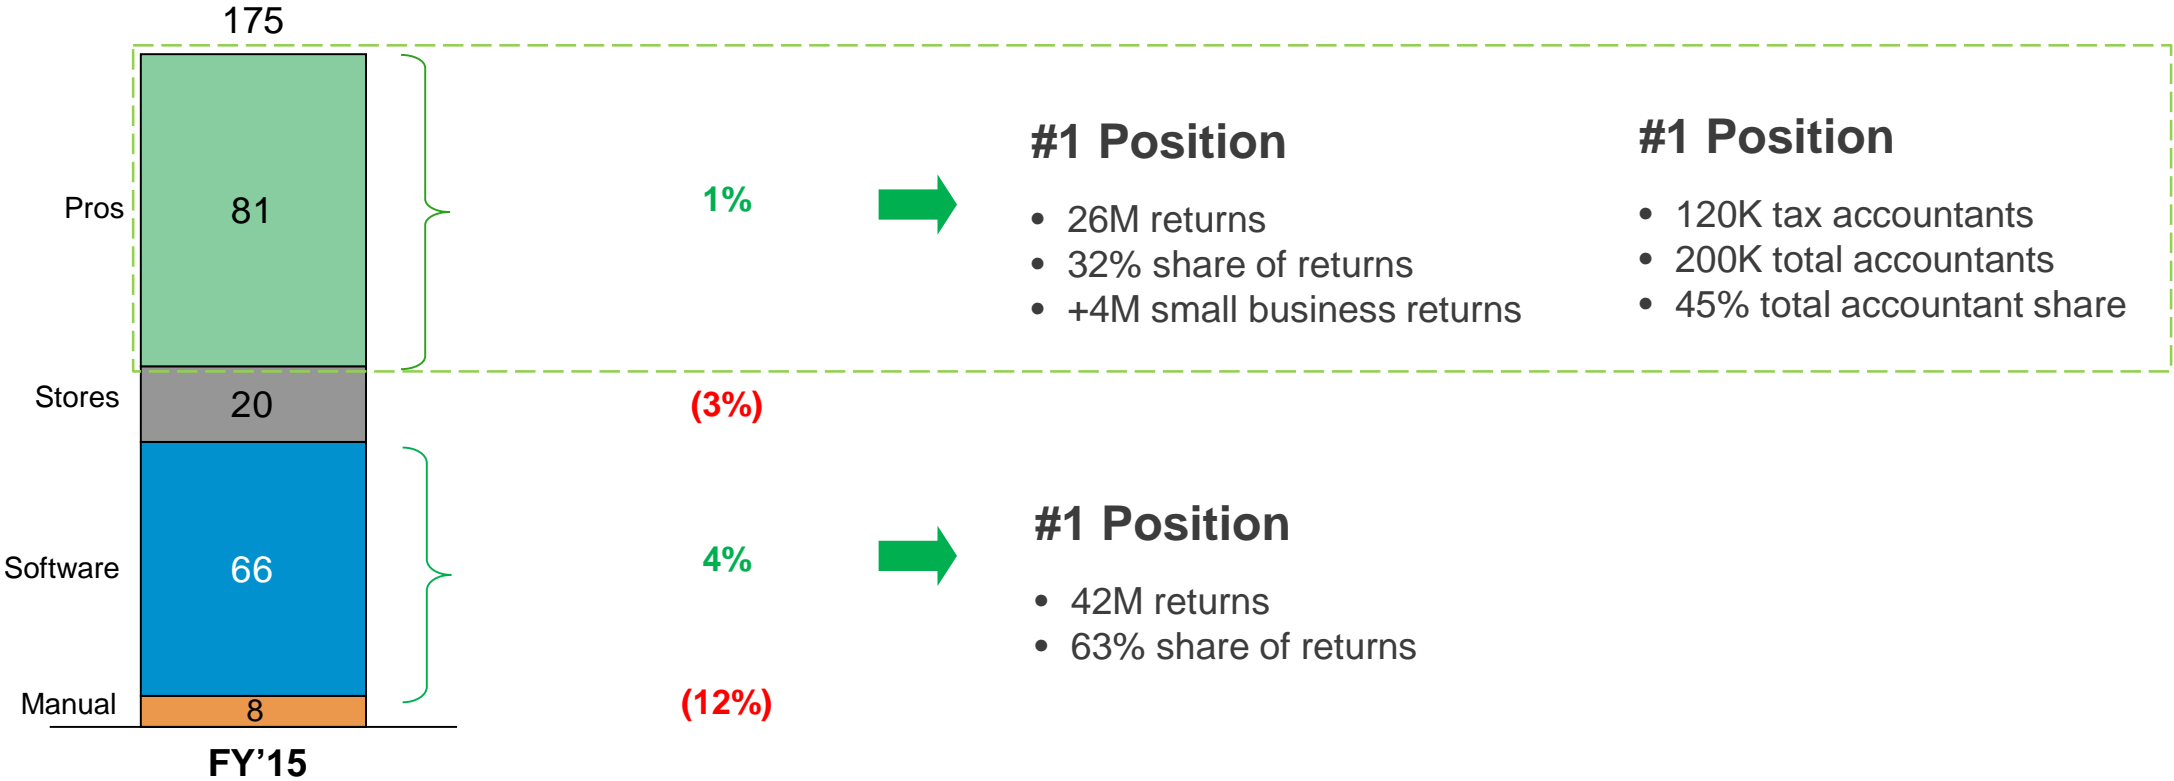 175
Pros
81
1%
#1 Position
• 26M returns
• 32% share of returns
• +4M small business returns
#1 Position
• 120K tax accountants
• 200K total accountants
• 45% total accountant share
Stores
20
(3%)
Software
66
4%
#1 Position
• 42M returns
• 63% share of returns
Manual
8
(12%)
FY’15